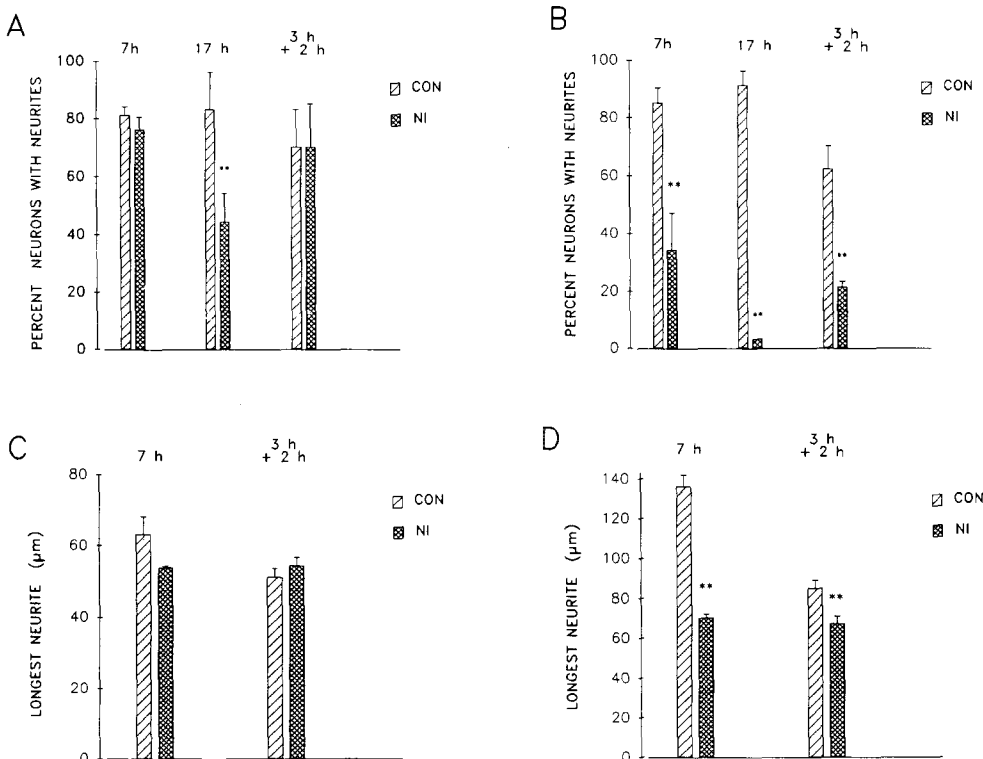 A
7h 17 h 3 h + 2 h
PERCENT NEURONS WITH NEURITES
100
80
60
40
20
0
**
CON
NI
B
7h 17 h 3 h + 2 h
PERCENT NEURONS WITH NEURITES
100
80
60
40
20
0
**
**
**
CON
NI
C
7 h 3 h + 2 h
LONGEST NEURITE (µm)
80
60
40
20
0
CON
NI
D
7 h 3 h + 2 h
LONGEST NEURITE (µm)
140
120
100
80
60
40
20
0
**
**
CON
NI